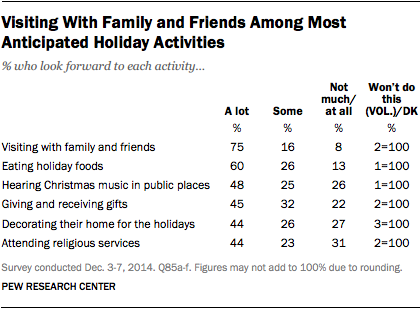 Visiting With Family and Friends Among Most
Anticipated Holiday Activities
% who look forward to each activity...
A lot Some Not much/ at all Won't do this (VOL.)/DK
% % % %
Visiting with family and friends 75 16 8 2=100
Eating holiday foods 60 26 13 1=100
Hearing Christmas music in public places 48 25 26 1=100
Giving and receiving gifts 45 32 22 2=100
Decorating their home for the holidays 44 26 27 3=100
Attending religious services 44 23 31 2=100
Survey conducted Dec. 3-7, 2014. Q85a-f. Figures may not add to 100% due to rounding.
PEW RESEARCH CENTER